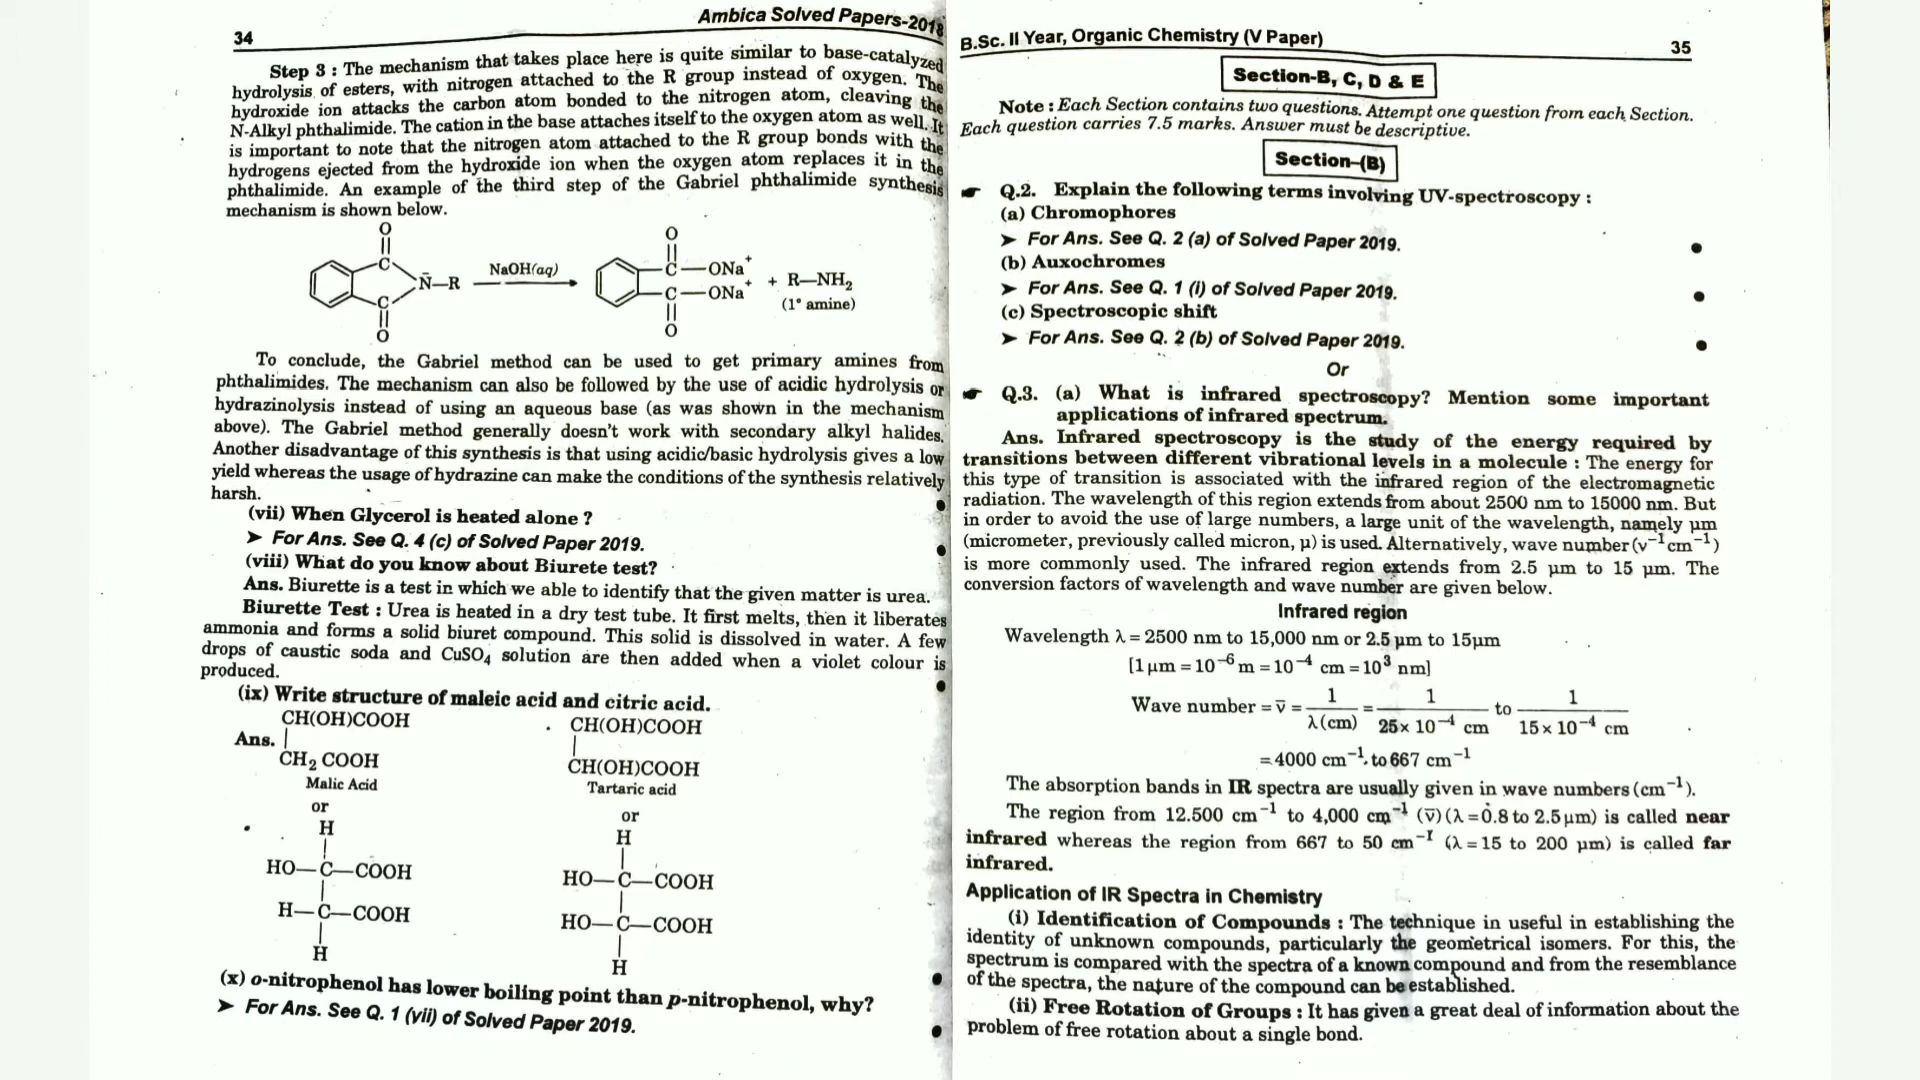 34
Ambica Solved Papers-2018
Step 3 : The mechanism that takes place here is quite similar to base-catalyzed
hydrolysis of esters, with nitrogen attached to the R group instead of oxygen. The
hydroxide ion attacks the carbon atom bonded to the nitrogen atom, cleaving the
N-Alkyl phthalimide. The cation in the base attaches itself to the oxygen atom as well. It
is important to note that the nitrogen atom attached to the R group bonds with the
hydrogens ejected from the hydroxide ion when the oxygen atom replaces it in the
phthalimide. An example of the third step of the Gabriel phthalimide synthesis
mechanism is shown below.
O
C
N̄—R
C
O
NaOH(aq)
O
C—ONa⁺
C—ONa⁺
O
+ R—NH₂
(1° amine)
To conclude, the Gabriel method can be used to get primary amines from
phthalimides. The mechanism can also be followed by the use of acidic hydrolysis or
hydrazinolysis instead of using an aqueous base (as was shown in the mechanism
above). The Gabriel method generally doesn't work with secondary alkyl halides.
Another disadvantage of this synthesis is that using acidic/basic hydrolysis gives a low
yield whereas the usage of hydrazine can make the conditions of the synthesis relatively
harsh.
(vii) When Glycerol is heated alone ?
➤ For Ans. See Q. 4 (c) of Solved Paper 2019.
(viii) What do you know about Biurete test?
Ans. Biurette is a test in which we able to identify that the given matter is urea.
Biurette Test : Urea is heated in a dry test tube. It first melts, then it liberates
ammonia and forms a solid biuret compound. This solid is dissolved in water. A few
drops of caustic soda and CuSO₄ solution are then added when a violet colour is
produced.
(ix) Write structure of maleic acid and citric acid.
Ans.
CH(OH)COOH
|
CH₂ COOH
Malic Acid
or
H
|
HO—C—COOH
|
H—C—COOH
|
H
CH(OH)COOH
|
CH(OH)COOH
Tartaric acid
or
H
|
HO—C—COOH
|
HO—C—COOH
|
H
(x) o-nitrophenol has lower boiling point than p-nitrophenol, why?
➤ For Ans. See Q. 1 (vii) of Solved Paper 2019.
B.Sc. II Year, Organic Chemistry (V Paper)
35
Section-B, C, D & E
Note : Each Section contains two questions. Attempt one question from each Section.
Each question carries 7.5 marks. Answer must be descriptive.
Section–(B)
Q.2. Explain the following terms involving UV-spectroscopy :
(a) Chromophores
➤ For Ans. See Q. 2 (a) of Solved Paper 2019.
(b) Auxochromes
➤ For Ans. See Q. 1 (i) of Solved Paper 2019.
(c) Spectroscopic shift
➤ For Ans. See Q. 2 (b) of Solved Paper 2019.
Or
Q.3. (a) What is infrared spectroscopy? Mention some important
applications of infrared spectrum.
Ans. Infrared spectroscopy is the study of the energy required by
transitions between different vibrational levels in a molecule : The energy for
this type of transition is associated with the infrared region of the electromagnetic
radiation. The wavelength of this region extends from about 2500 nm to 15000 nm. But
in order to avoid the use of large numbers, a large unit of the wavelength, namely µm
(micrometer, previously called micron, µ) is used. Alternatively, wave number (v⁻¹cm⁻¹)
is more commonly used. The infrared region extends from 2.5 µm to 15 µm. The
conversion factors of wavelength and wave number are given below.
Infrared region
Wavelength λ = 2500 nm to 15,000 nm or 2.5 µm to 15µm
[1 µm = 10⁻⁶ m = 10⁻⁴ cm = 10³ nm]
Wave number = v̄ = 1/λ(cm) = 1/25× 10⁻⁴ cm to 1/15 × 10⁻⁴ cm
= 4000 cm⁻¹. to 667 cm⁻¹
The absorption bands in IR spectra are usually given in wave numbers (cm⁻¹).
The region from 12.500 cm⁻¹ to 4,000 cm⁻¹ (v̄) (λ = 0.8 to 2.5 µm) is called near
infrared whereas the region from 667 to 50 cm⁻¹ (λ = 15 to 200 µm) is called far
infrared.
Application of IR Spectra in Chemistry
(i) Identification of Compounds : The technique in useful in establishing the
identity of unknown compounds, particularly the geometrical isomers. For this, the
spectrum is compared with the spectra of a known compound and from the resemblance
of the spectra, the nature of the compound can be established.
(ii) Free Rotation of Groups : It has given a great deal of information about the
problem of free rotation about a single bond.